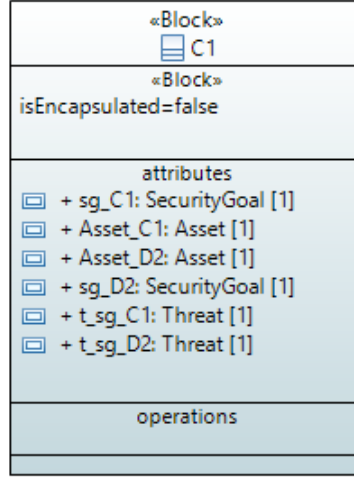 «Block»
C1
«Block»
isEncapsulated=false
attributes
+ sg_C1: SecurityGoal [1]
+ Asset_C1: Asset [1]
+ Asset_D2: Asset [1]
+ sg_D2: SecurityGoal [1]
+ t_sg_C1: Threat [1]
+ t_sg_D2: Threat [1]
operations